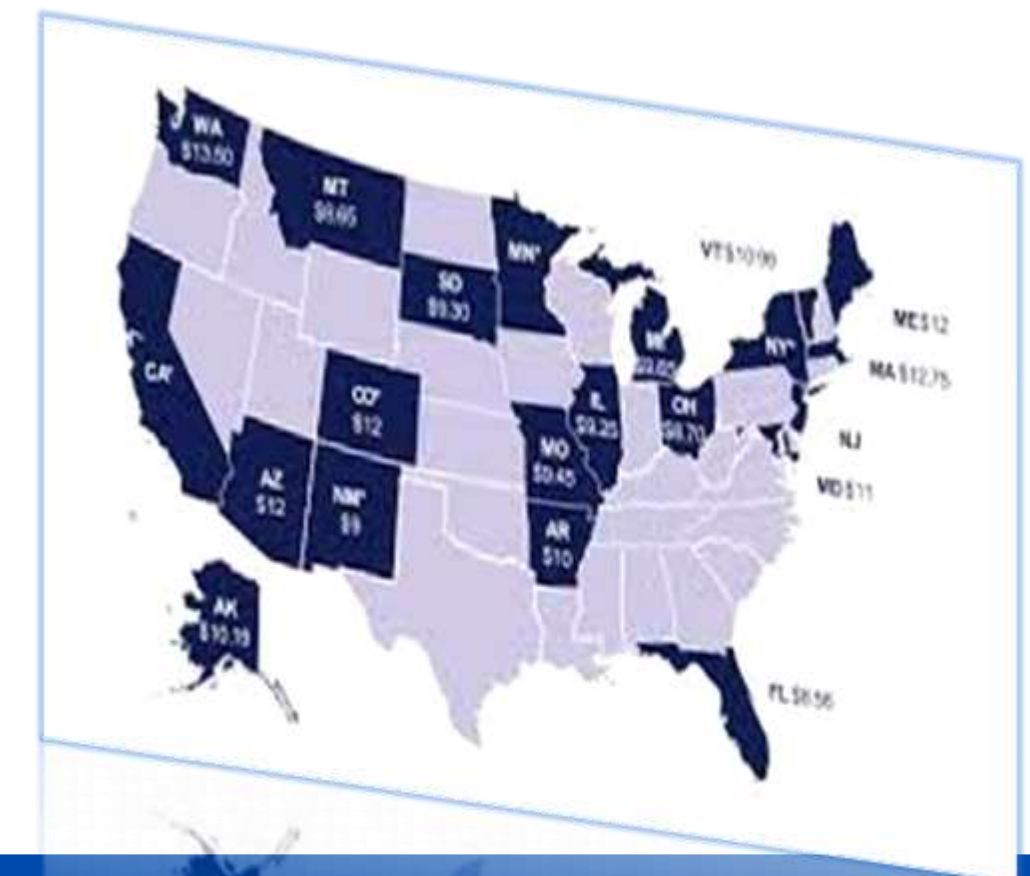 WA
$13.50
MT
$8.65
MN*
SD
$9.30
VT $10.96
ME $12
NY*
MA $12.75
MI
CA*
CO*
$12
IL
$9.25
OH
$8.70
NJ
MO
$9.45
MD $11
AZ
$12
NM*
$9
AR
$10
AK
$10.19
FL $8.56